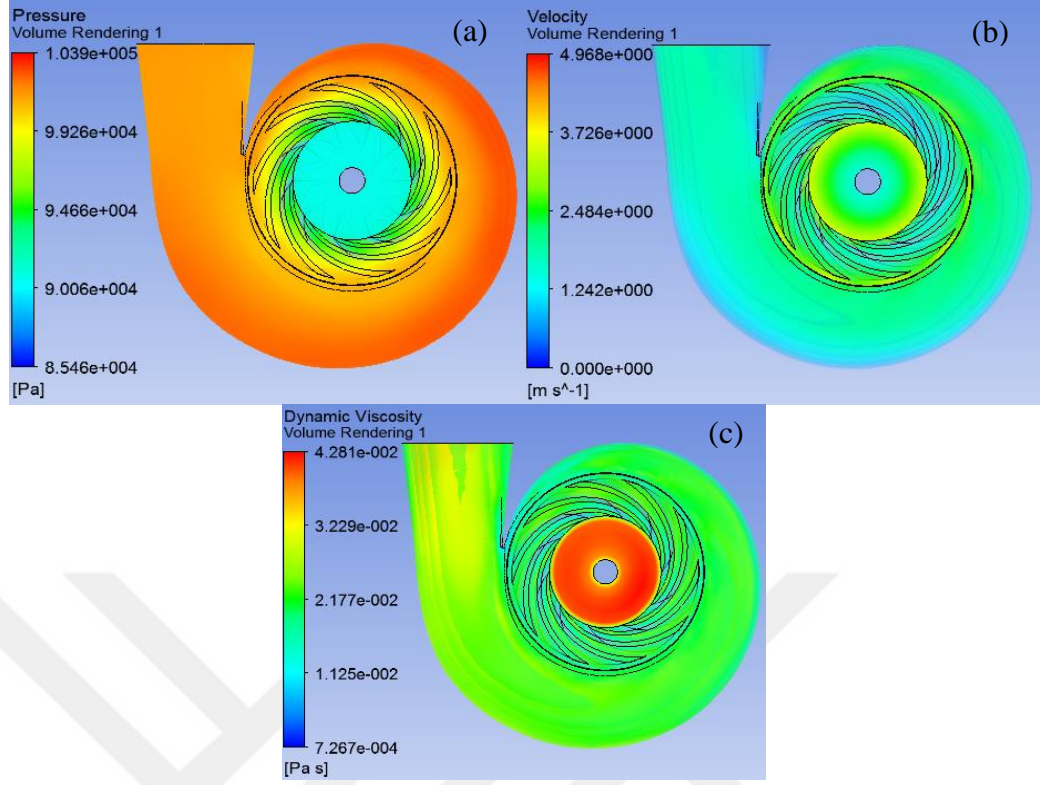 Pressure
Volume Rendering 1
(a)
1.039e+005
9.926e+004
9.466e+004
9.006e+004
8.546e+004
[Pa]
Velocity
Volume Rendering 1
(b)
4.968e+000
3.726e+000
2.484e+000
1.242e+000
0.000e+000
[m s^-1]
Dynamic Viscosity
Volume Rendering 1
(c)
4.281e-002
3.229e-002
2.177e-002
1.125e-002
7.267e-004
[Pa s]